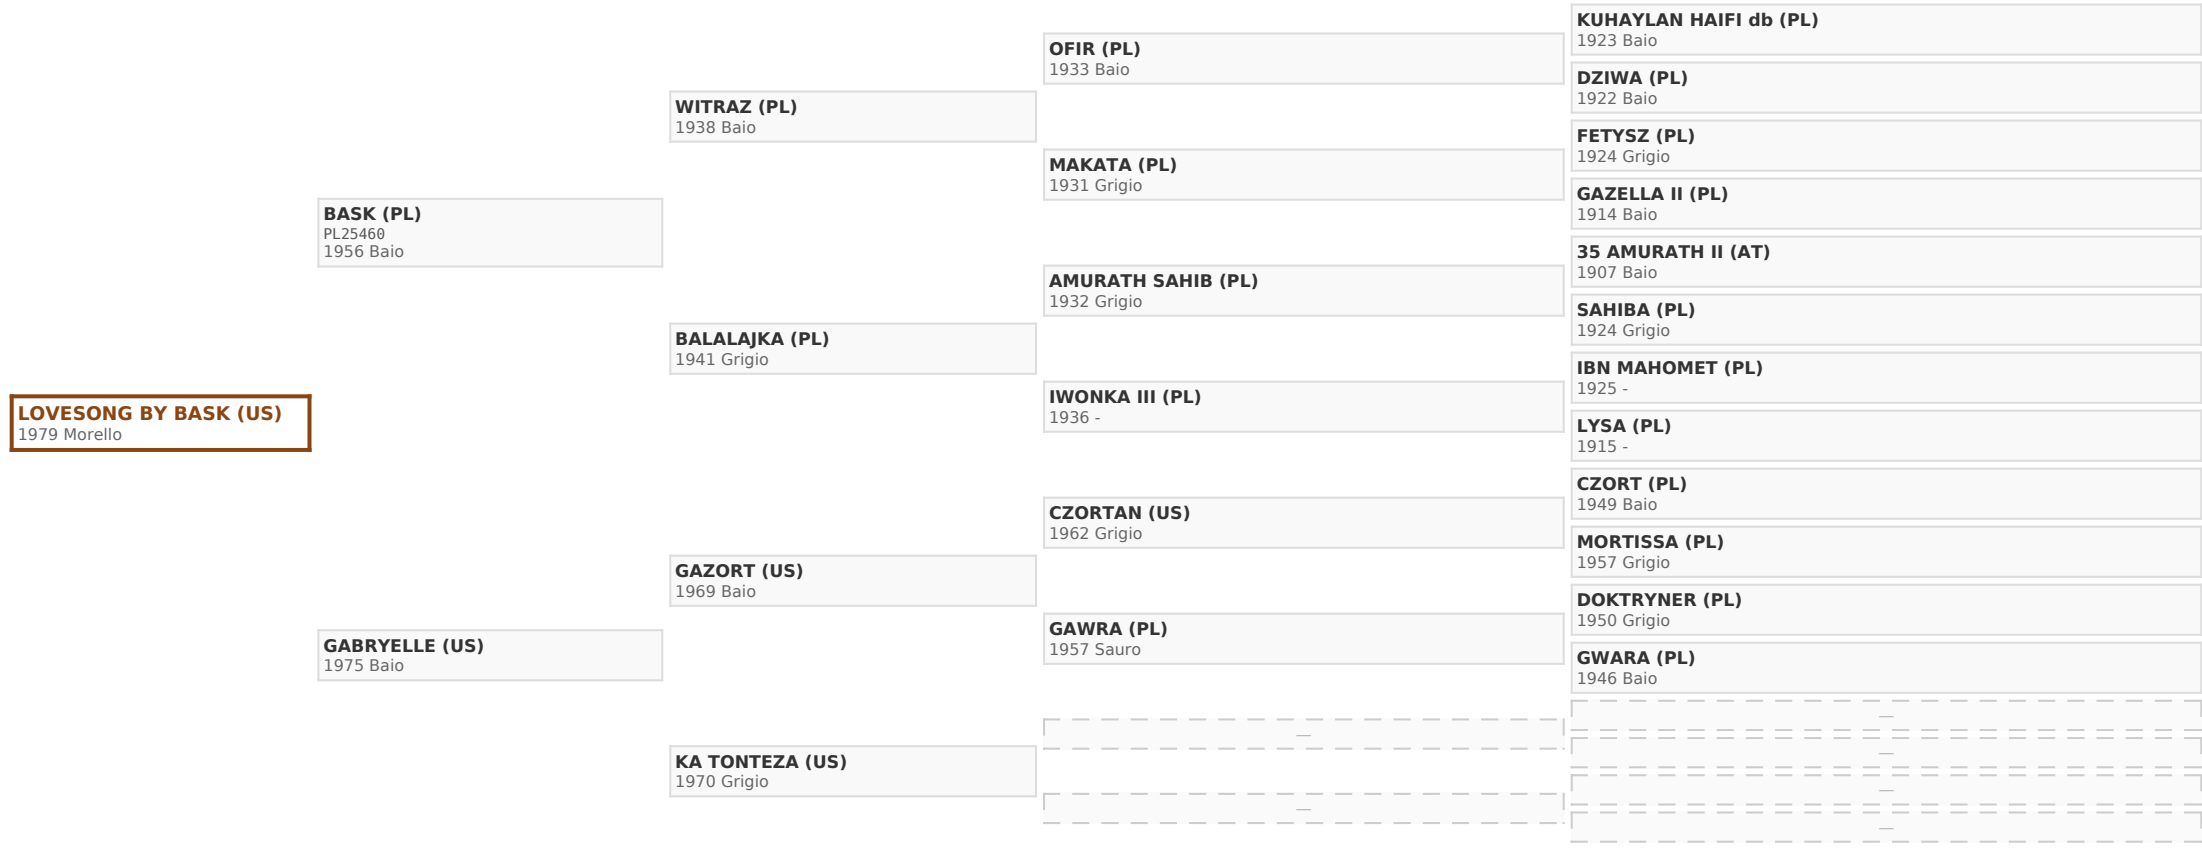 LOVESONG BY BASK (US)
1979 Morello
BASK (PL)
PL25460
1956 Baio
GABRYELLE (US)
1975 Baio
WITRAZ (PL)
1938 Baio
BALALAJKA (PL)
1941 Grigio
GAZORT (US)
1969 Baio
KA TONTEZA (US)
1970 Grigio
OFIR (PL)
1933 Baio
MAKATA (PL)
1931 Grigio
AMURATH SAHIB (PL)
1932 Grigio
IWONKA III (PL)
1936 -
CZORTAN (US)
1962 Grigio
GAWRA (PL)
1957 Sauro
—
—
KUHAYLAN HAIFI db (PL)
1923 Baio
DZIWA (PL)
1922 Baio
FETYSZ (PL)
1924 Grigio
GAZELLA II (PL)
1914 Baio
35 AMURATH II (AT)
1907 Baio
SAHIBA (PL)
1924 Grigio
IBN MAHOMET (PL)
1925 -
LYSA (PL)
1915 -
CZORT (PL)
1949 Baio
MORTISSA (PL)
1957 Grigio
DOKTRYNER (PL)
1950 Grigio
GWARA (PL)
1946 Baio
—
—
—
—